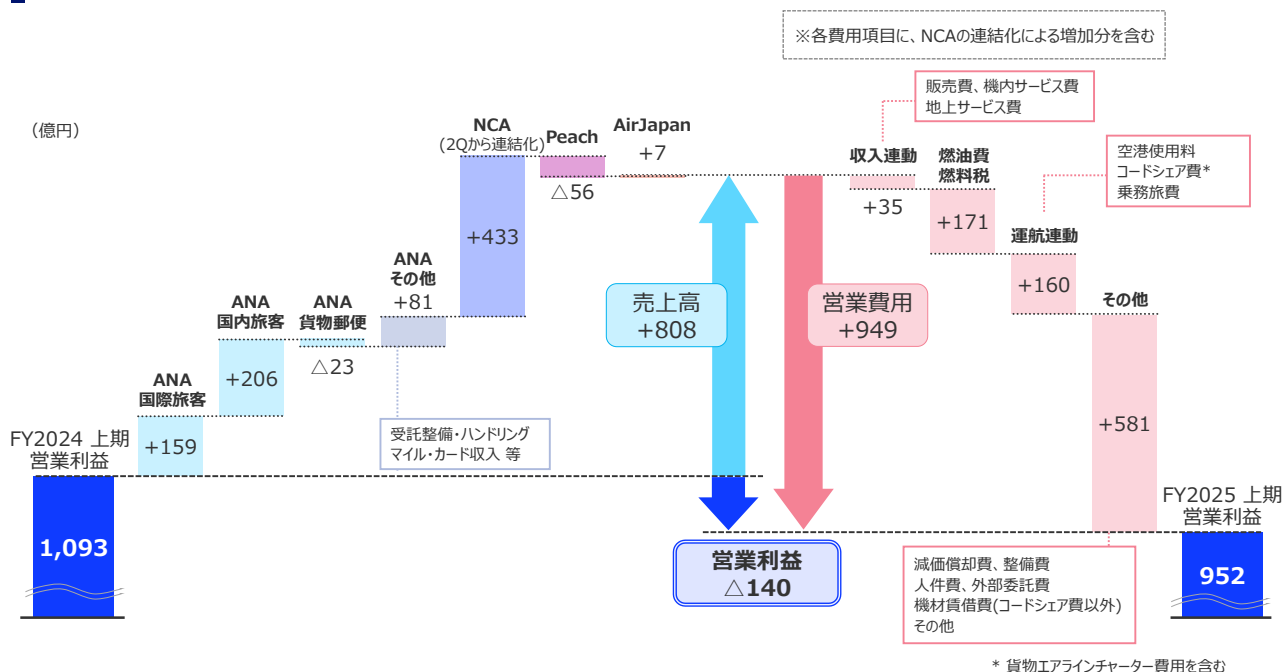 ※各費用項目に、NCAの連結化による増加分を含む
（億円）
販売費、機内サービス費
地上サービス費
NCA
(2Qから連結化)
Peach
△56
AirJapan
+7
収入連動
+35
燃油費
燃料税
+171
空港使用料
コードシェア費*
乗務旅費
運航連動
+160
+433
ANA
その他
+81
ANA
国内旅客
+206
ANA
貨物郵便
△23
売上高
+808
営業費用
+949
その他
+581
ANA
国際旅客
+159
受託整備・ハンドリング
マイル・カード収入 等
FY2024 上期
営業利益
1,093
営業利益
△140
減価償却費、整備費
人件費、外部委託費
機材賃借費(コードシェア費以外)
その他
FY2025 上期
営業利益
952
* 貨物エアラインチャーター費用を含む